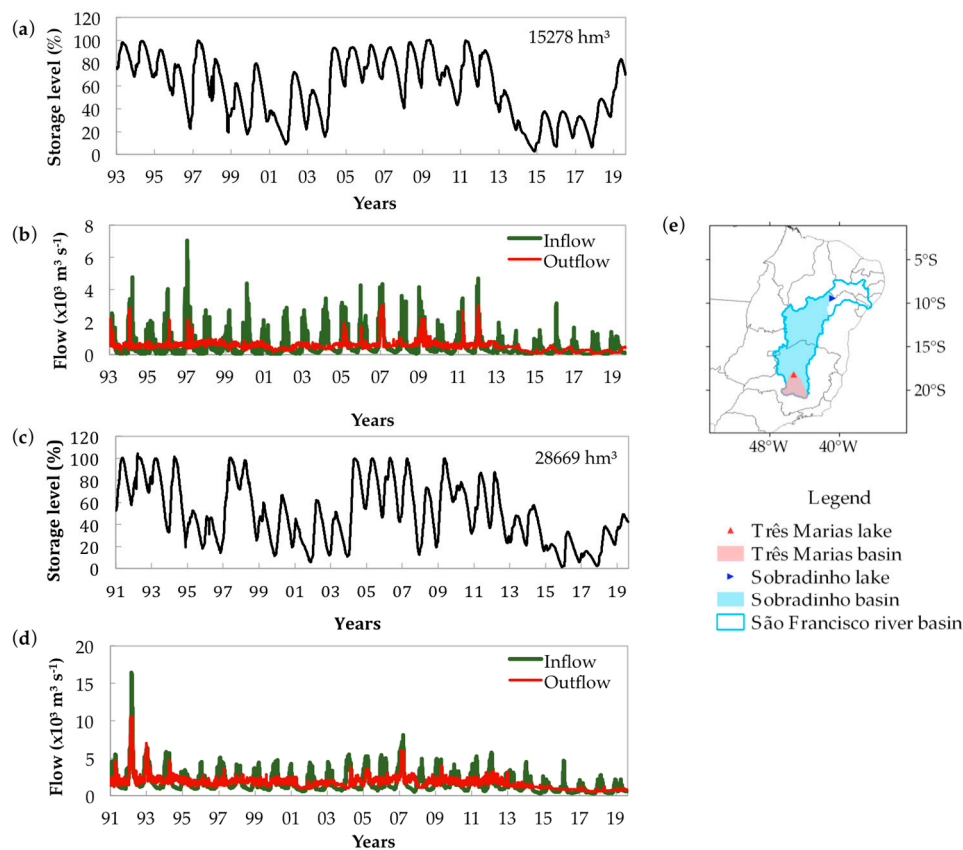 (a)
Storage level (%)
120
100
80
60
40
20
0
15278 hm³
93 95 97 99 01 03 05 07 09 11 13 15 17 19
Years
(b)
Flow (x10³ m³ s⁻¹)
8
6
4
2
0
Inflow
Outflow
93 95 97 99 01 03 05 07 09 11 13 15 17 19
Years
(c)
Storage level (%)
120
100
80
60
40
20
0
28669 hm³
91 93 95 97 99 01 03 05 07 09 11 13 15 17 19
Years
(d)
Flow (x10³ m³ s⁻¹)
20
15
10
5
0
Inflow
Outflow
91 93 95 97 99 01 03 05 07 09 11 13 15 17 19
Years
(e)
5°S
10°S
15°S
20°S
48°W 40°W
Legend
Três Marias lake
Três Marias basin
Sobradinho lake
Sobradinho basin
São Francisco river basin